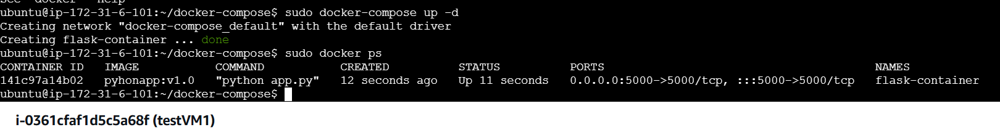 See 'docker --help'
ubuntu@ip-172-31-6-101:~/docker-compose$ sudo docker-compose up -d
Creating network "docker-compose_default" with the default driver
Creating flask-container ... done
ubuntu@ip-172-31-6-101:~/docker-compose$ sudo docker ps
CONTAINER ID IMAGE COMMAND CREATED STATUS PORTS NAMES
141c97a14b02 pyhonapp:v1.0 "python app.py" 12 seconds ago Up 11 seconds 0.0.0.0:5000->5000/tcp, :::5000->5000/tcp flask-container
ubuntu@ip-172-31-6-101:~/docker-compose$
i-0361cfaf1d5c5a68f (testVM1)